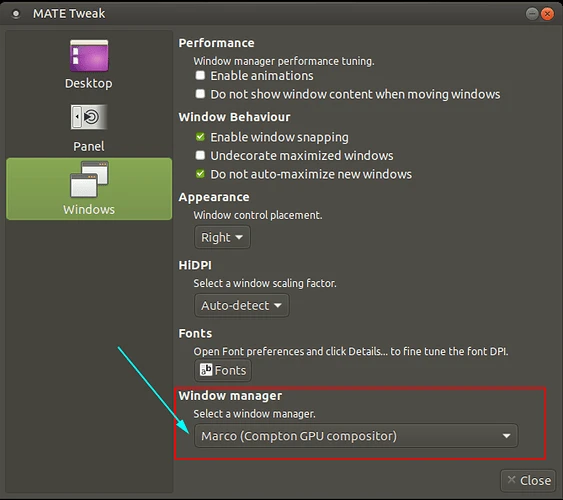 MATE Tweak
Desktop
Panel
Windows
Performance
Window manager performance tuning.
Enable animations
Do not show window content when moving windows
Window Behaviour
Enable window snapping
Undecorate maximized windows
Do not auto-maximize new windows
Appearance
Window control placement.
Right
HiDPI
Select a window scaling factor.
Auto-detect
Fonts
Open Font preferences and click Details... to fine tune the font DPI.
Fonts
Window manager
Select a window manager.
Marco (Compton GPU compositor)
Close